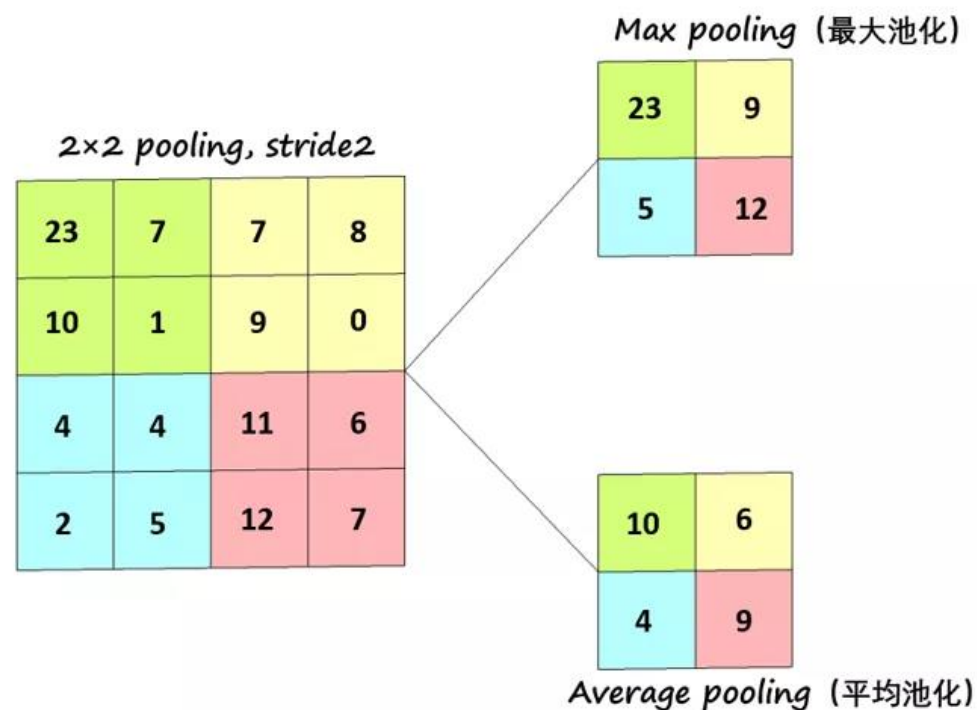 Max pooling（最大池化）
23 9
5 12
2×2 pooling, stride2
23 7 7 8
10 1 9 0
4 4 11 6
2 5 12 7
10 6
4 9
Average pooling（平均池化）